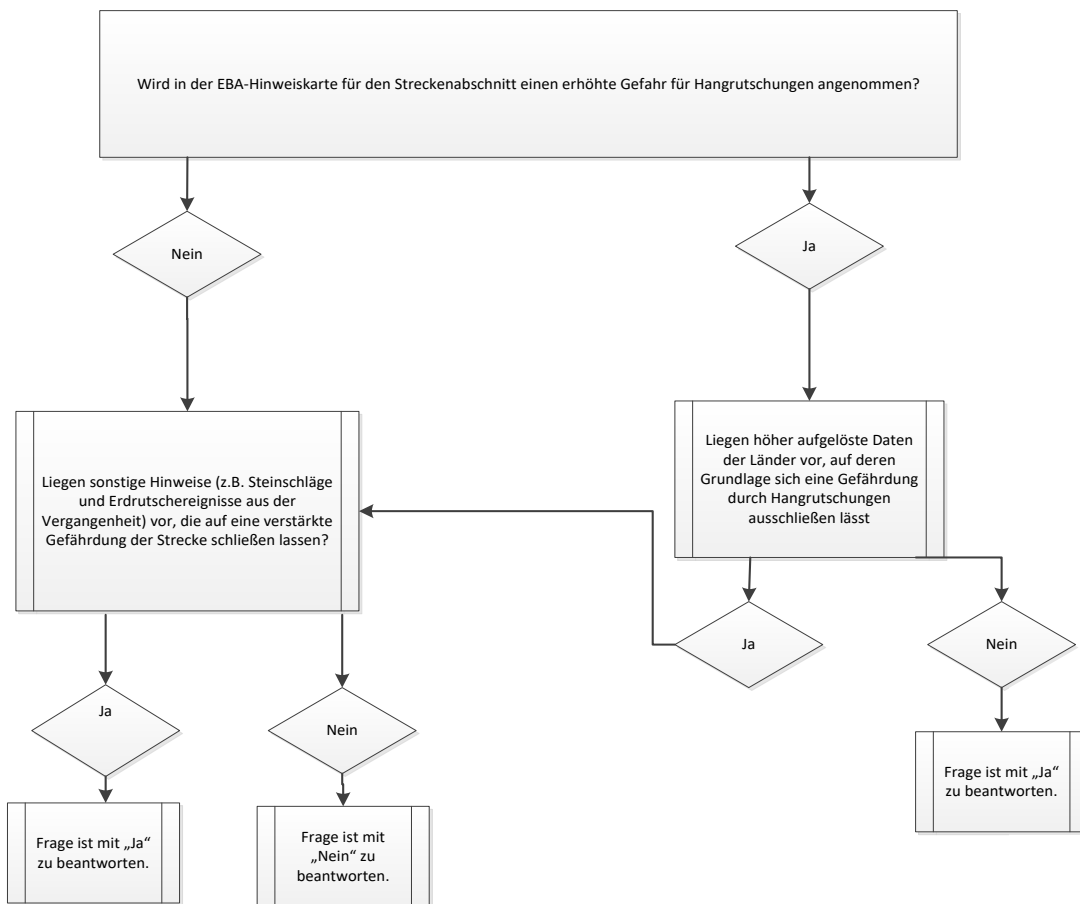 Wird in der EBA-Hinweiskarte für den Streckenabschnitt einen erhöhte Gefahr für Hangrutschungen angenommen?
Nein
Ja
Liegen sonstige Hinweise (z.B. Steinschläge
und Erdrutschereignisse aus der
Vergangenheit) vor, die auf eine verstärkte
Gefährdung der Strecke schließen lassen?
Liegen höher aufgelöste Daten
der Länder vor, auf deren
Grundlage sich eine Gefährdung
durch Hangrutschungen
ausschließen lässt
Ja
Nein
Ja
Nein
Frage ist mit „Ja“
zu beantworten.
Frage ist mit
„Nein“ zu
beantworten.
Frage ist mit „Ja“
zu beantworten.